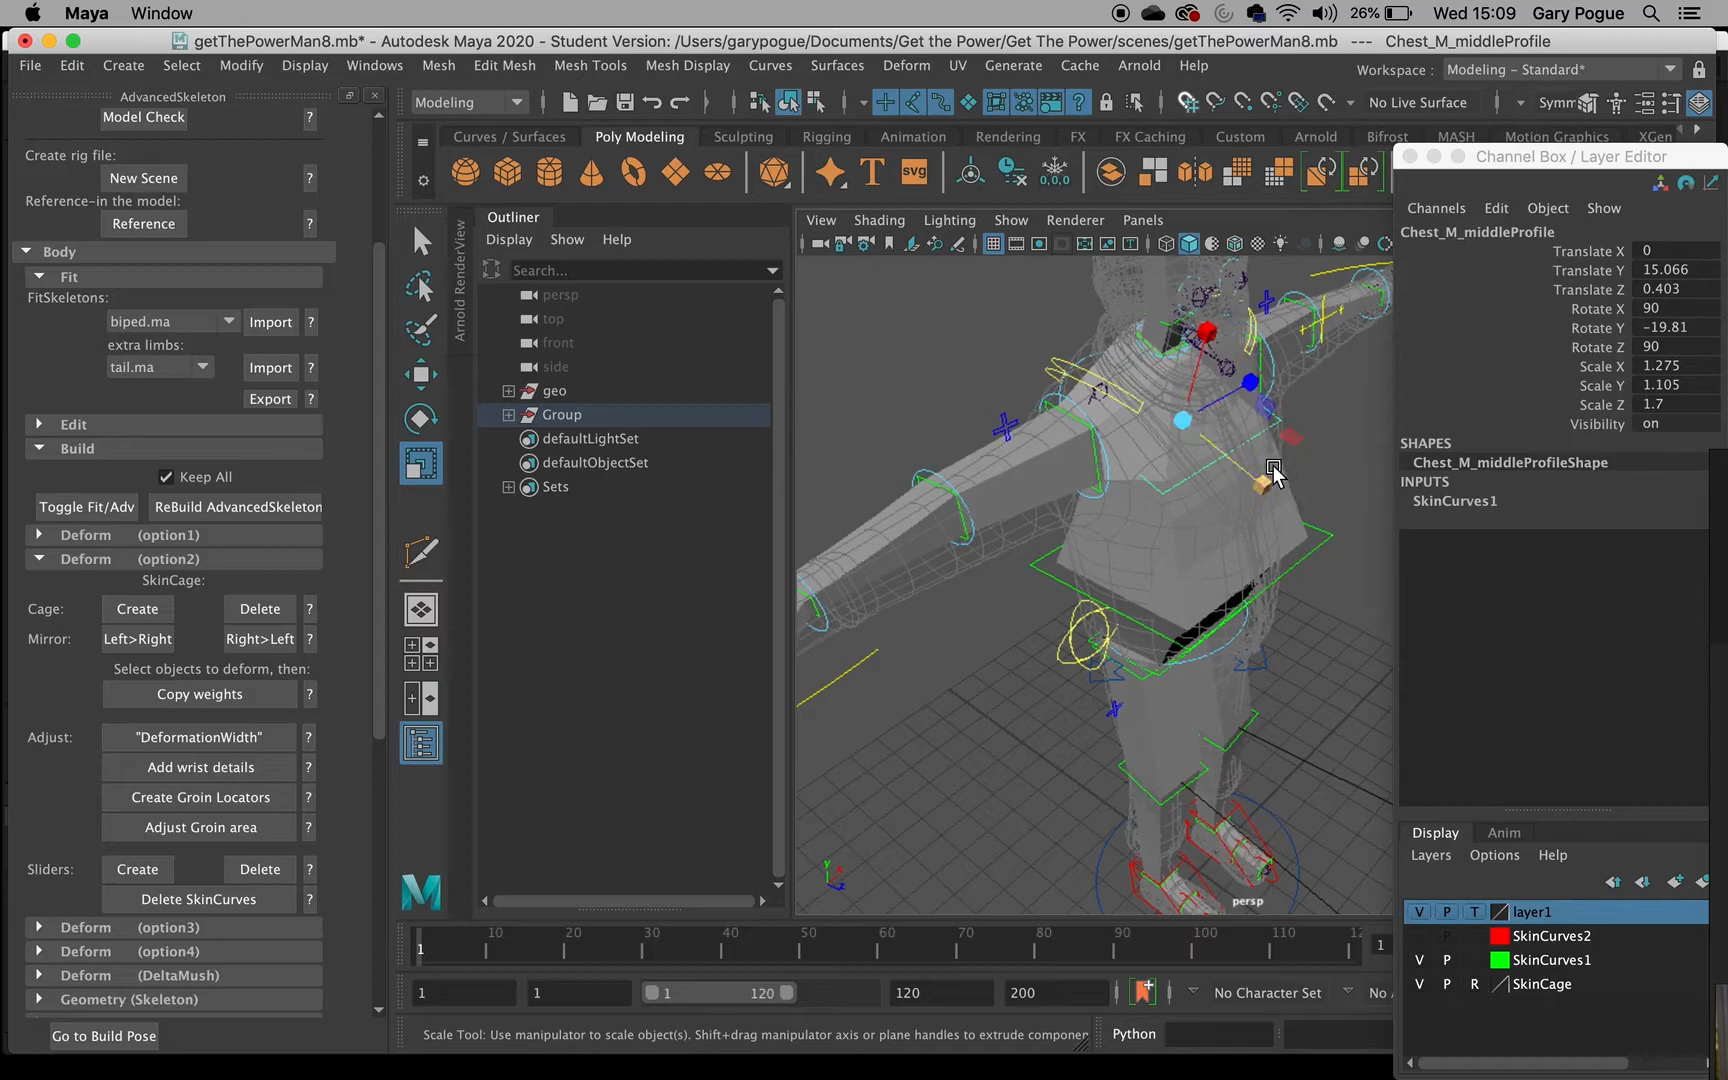 Maya Window 26% Wed 15:09 Gary Pogue
getThePowerMan8.mb* - Autodesk Maya 2020 - Student Version: /Users/garypogue/Documents/Get the Power/Get The Power/scenes/getThePowerMan8.mb --- Chest_M_middleProfile
File Edit Create Select Modify Display Windows Mesh Edit Mesh Mesh Tools Mesh Display Curves Surfaces Deform UV Generate Cache Arnold Help
Workspace : Modeling - Standard*
AdvancedSkeleton
Modeling No Live Surface Symm
Model Check ?
Curves / Surfaces Poly Modeling Sculpting Rigging Animation Rendering FX FX Caching Custom Arnold Bifrost MASH Motion Graphics XGen
Create rig file:
New Scene ?
Reference-in the model:
Reference ?
Body
Fit
FitSkeletons:
biped.ma Import ?
extra limbs:
tail.ma Import ?
Export ?
Edit
Build
Keep All
Toggle Fit/Adv ReBuild AdvancedSkeleton
Deform (option1)
Deform (option2)
SkinCage:
Cage: Create Delete ?
Mirror: Left>Right Right>Left ?
Select objects to deform, then:
Copy weights ?
Adjust: "DeformationWidth" ?
Add wrist details ?
Create Groin Locators ?
Adjust Groin area ?
Sliders: Create Delete ?
Delete SkinCurves ?
Deform (option3)
Deform (option4)
Deform (DeltaMush)
Geometry (Skeleton)
Go to Build Pose
svg
0,0,0
Arnold RenderView
Outliner
Display Show Help
Search...
persp
top
front
side
geo
Group
defaultLightSet
defaultObjectSet
Sets
View Shading Lighting Show Renderer Panels
persp
Channel Box / Layer Editor
Channels Edit Object Show
Chest_M_middleProfile
Translate X 0
Translate Y 15.066
Translate Z 0.403
Rotate X 90
Rotate Y -19.81
Rotate Z 90
Scale X 1.275
Scale Y 1.105
Scale Z 1.7
Visibility on
SHAPES
Chest_M_middleProfileShape
INPUTS
SkinCurves1
Display Anim
Layers Options Help
V P T layer1
P SkinCurves2
V P SkinCurves1
V P R SkinCage
1 10 20 30 40 50 60 70 80 90 100 110 12 1
1 1 1 120 120 200 No Character Set No A
Scale Tool: Use manipulator to scale object(s). Shift+drag manipulator axis or plane handles to extrude componen
Python